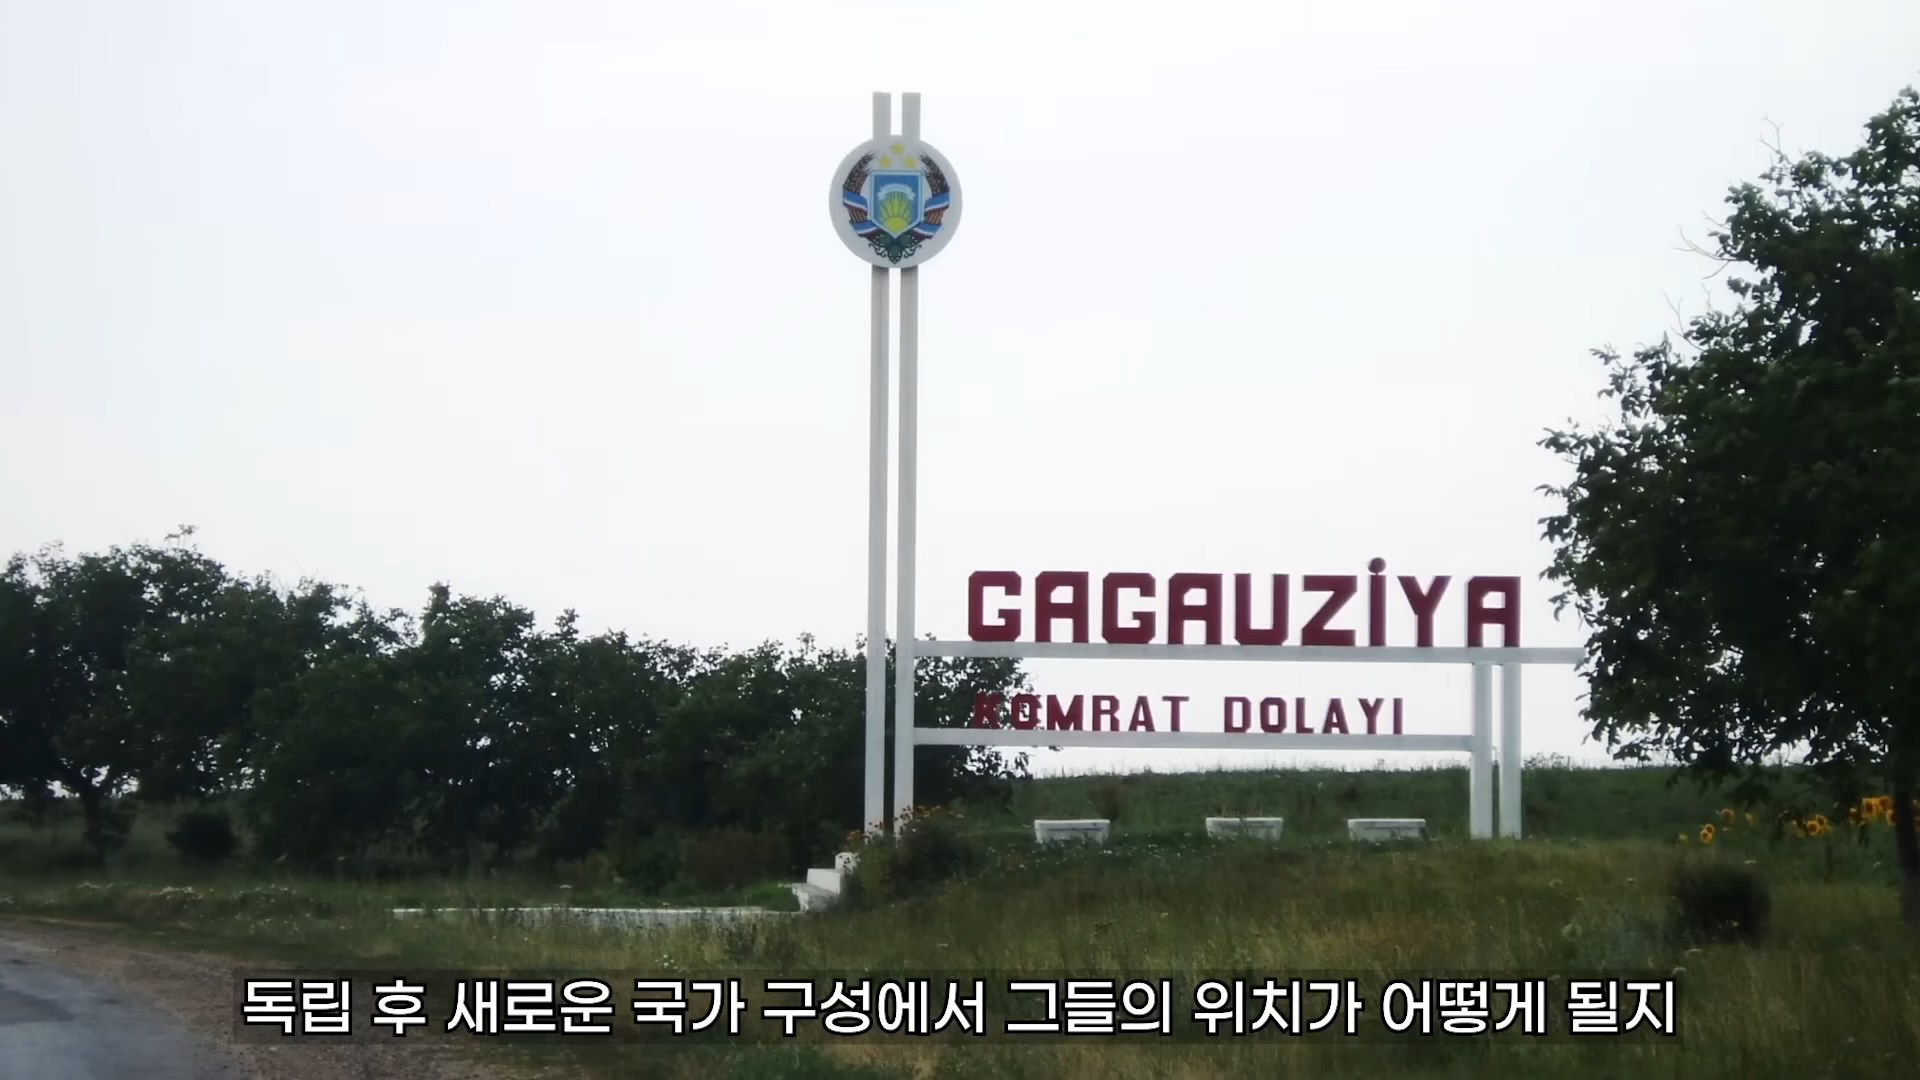 GAGAUZİYA
KOMRAT DOLAYI
독립 후 새로운 국가 구성에서 그들의 위치가 어떻게 될지